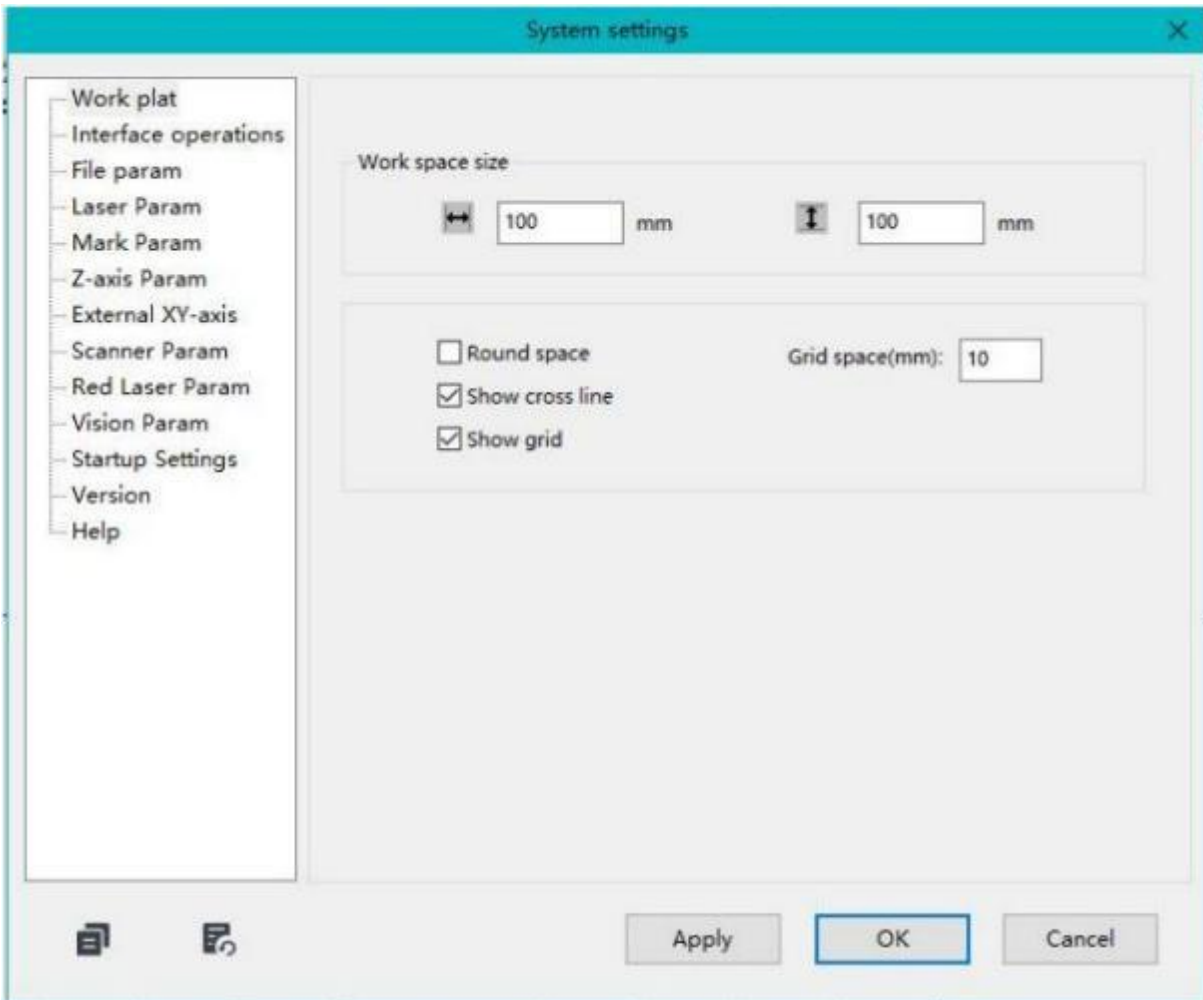 System settings
Work plat
Interface operations
File param
Laser Param
Mark Param
Z-axis Param
External XY-axis
Scanner Param
Red Laser Param
Vision Param
Startup Settings
Version
Help
Work space size
100 mm 100 mm
Round space Grid space(mm): 10
Show cross line
Show grid
Apply OK Cancel